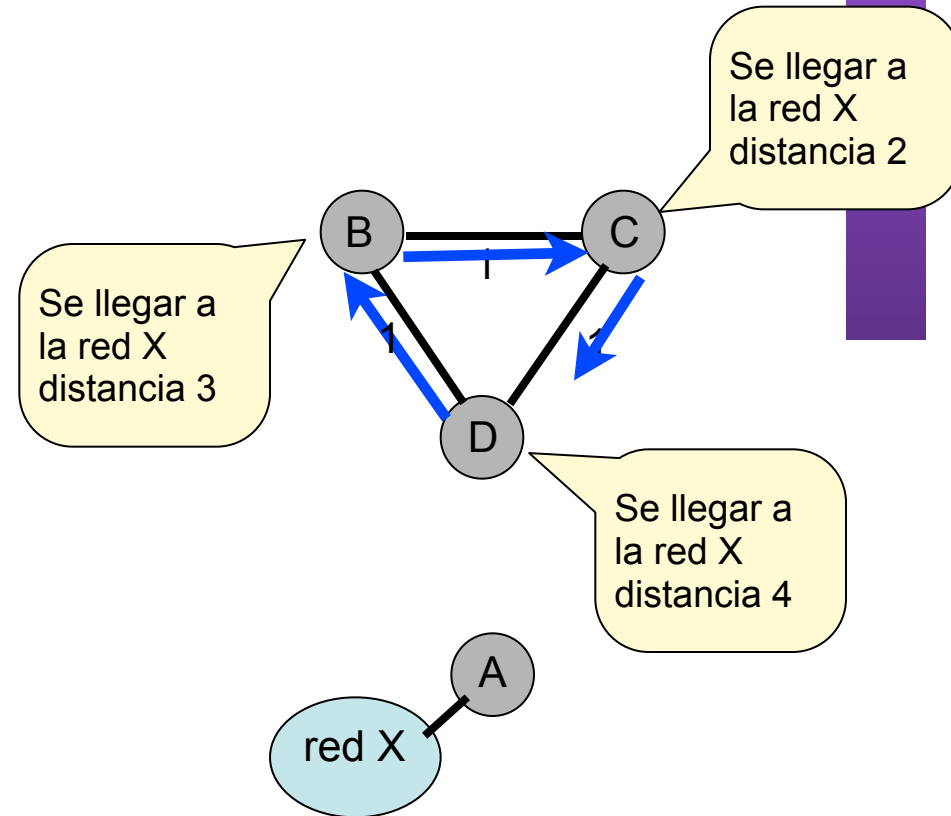 Se llegar a
la red X
distancia 2
B
C
1
Se llegar a
la red X
distancia 3
1
1
D
Se llegar a
la red X
distancia 4
A
red X